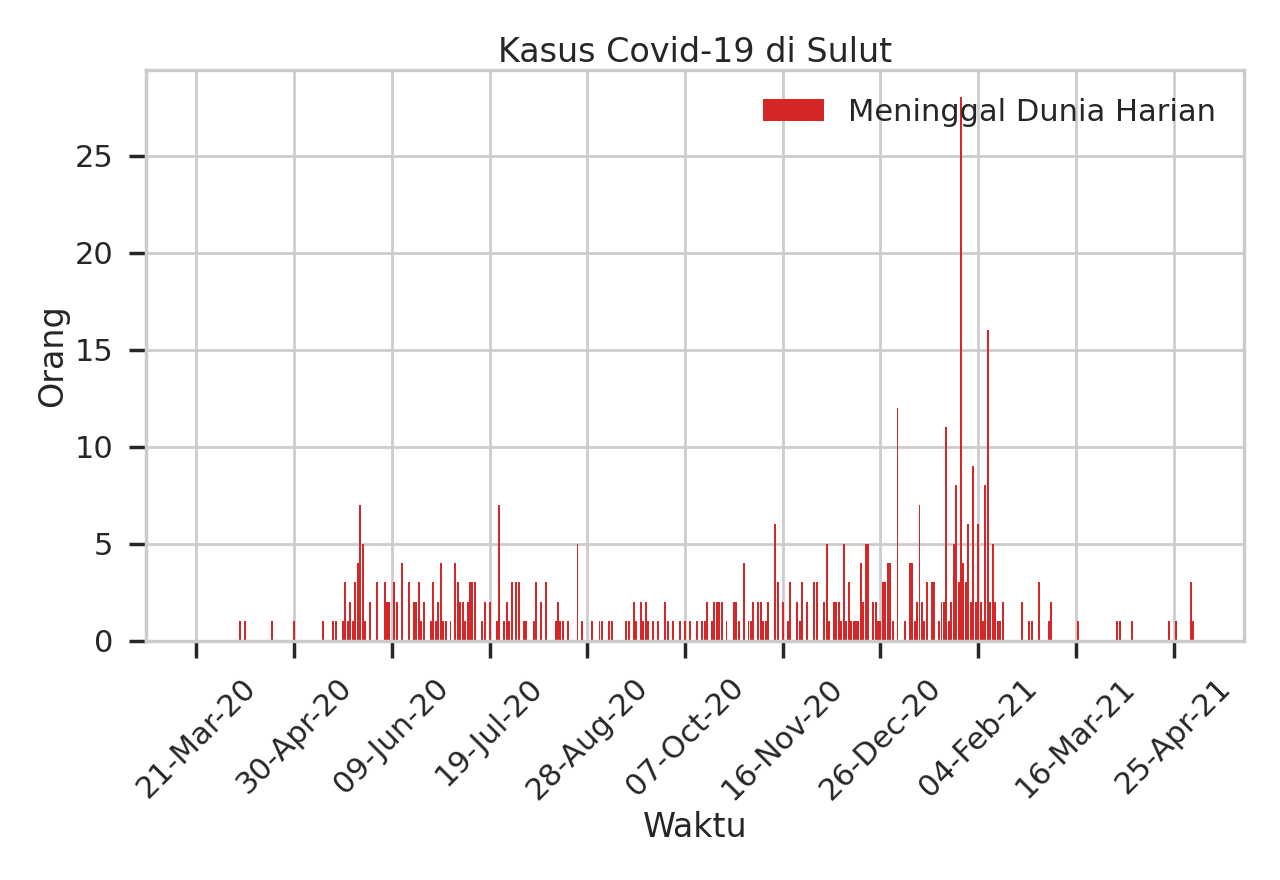 Kasus Covid-19 di Sulut
Meninggal Dunia Harian
Orang
25
20
15
10
5
0
21-Mar-20
30-Apr-20
09-Jun-20
19-Jul-20
28-Aug-20
07-Oct-20
16-Nov-20
26-Dec-20
04-Feb-21
16-Mar-21
25-Apr-21
Waktu